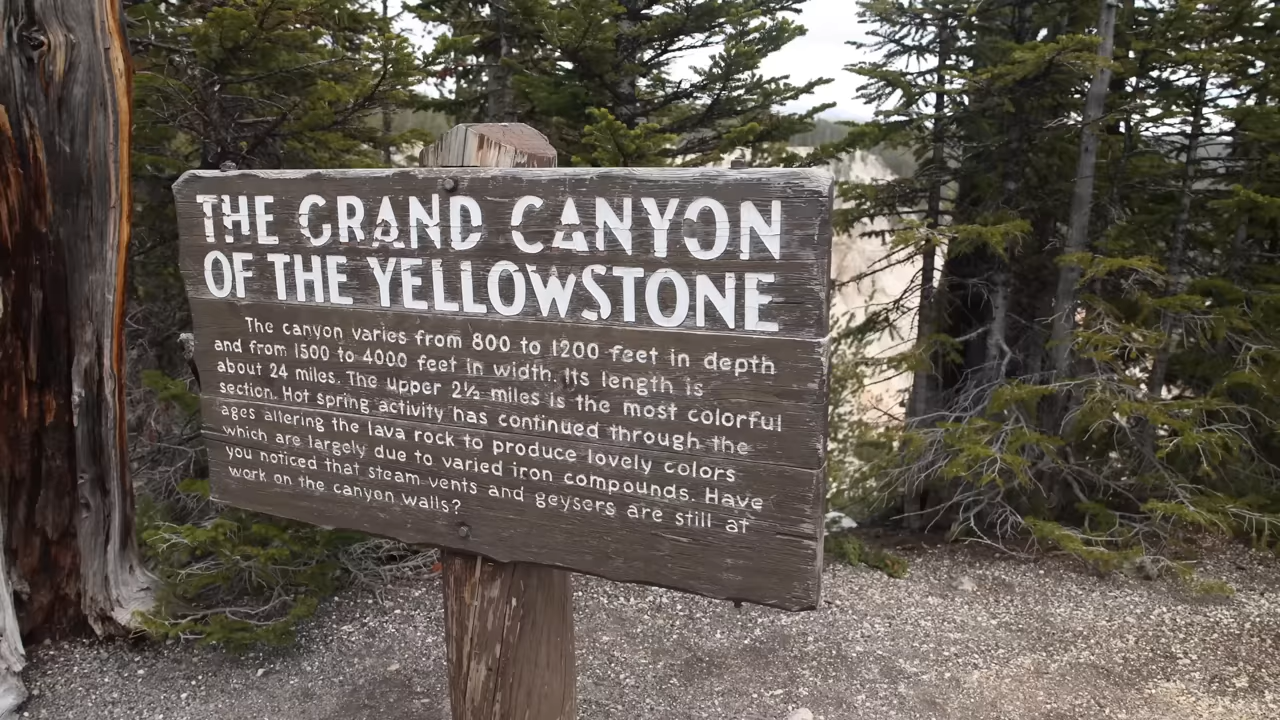 THE GRAND CANYON
OF THE YELLOWSTONE
The canyon varies from 800 to 1200 feet in depth
and from 1500 to 4000 feet in width. Its length is
about 24 miles. The upper 2½ miles is the most colorful
section. Hot spring activity has continued through the
ages altering the lava rock to produce lovely colors
which are largely due to varied iron compounds. Have
you noticed that steam vents and geysers are still at
work on the canyon walls?